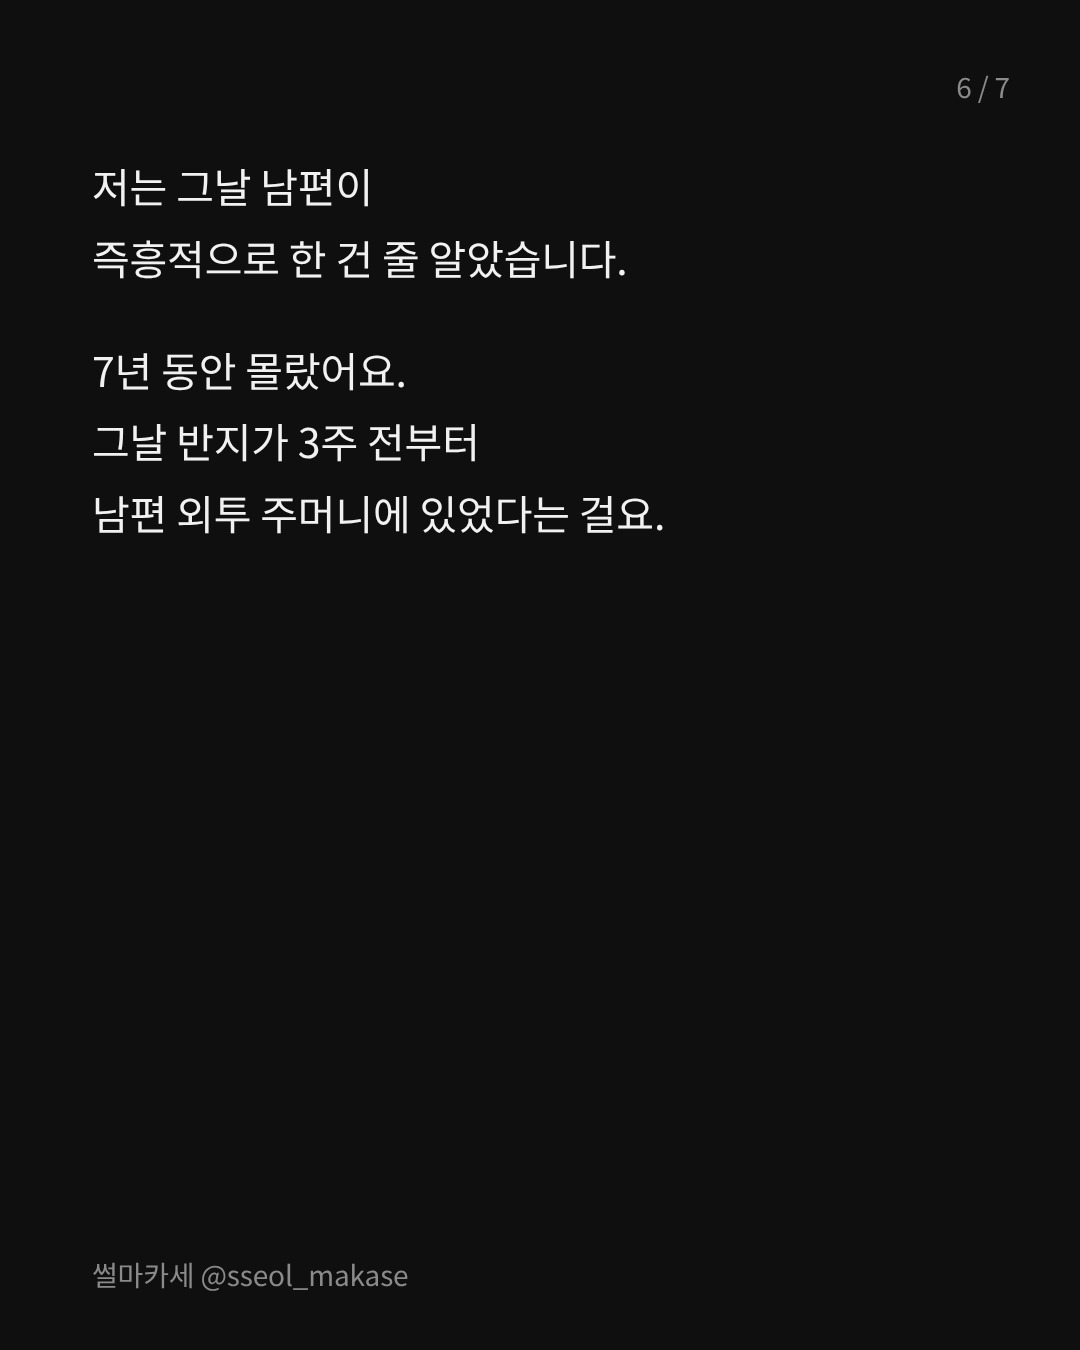 6 / 7
저는 그날 남편이
즉흥적으로 한 건 줄 알았습니다.
7년 동안 몰랐어요.
그날 반지가 3주 전부터
남편 외투 주머니에 있었다는 걸요.
썰마카세 @sseol_makase